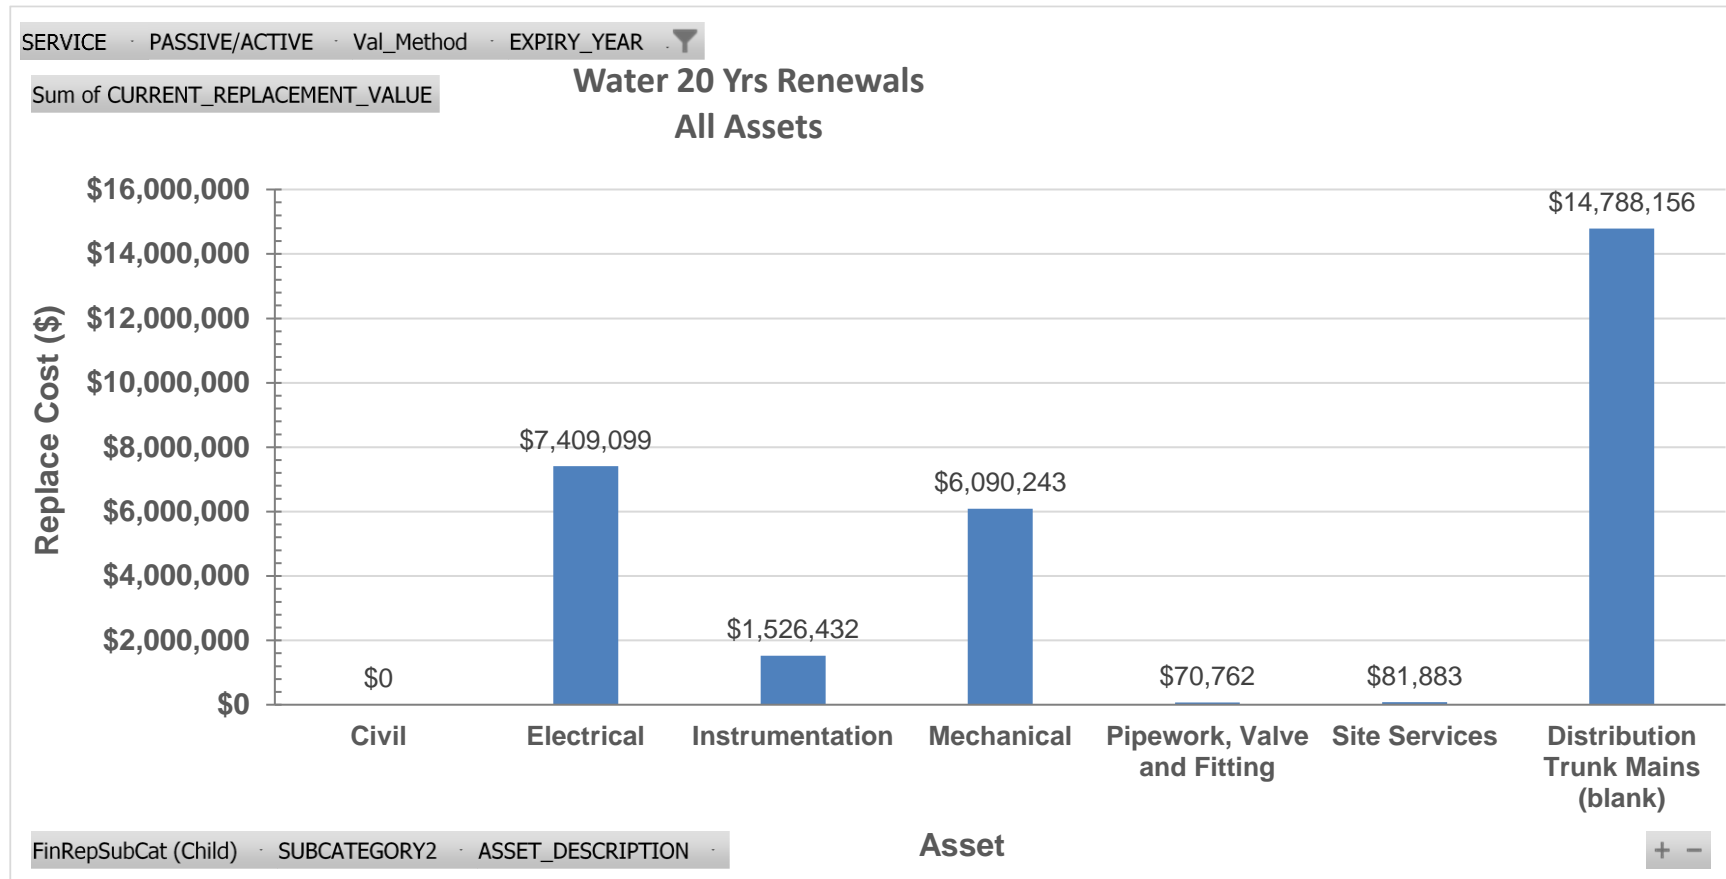 SERVICE PASSIVE/ACTIVE Val_Method EXPIRY_YEAR
Sum of CURRENT_REPLACEMENT_VALUE
Water 20 Yrs Renewals
All Assets
Replace Cost ($)
$16,000,000
$14,000,000
$12,000,000
$10,000,000
$8,000,000
$6,000,000
$4,000,000
$2,000,000
$0
$0
$7,409,099
$1,526,432
$6,090,243
$70,762
$81,883
$14,788,156
Civil
Electrical
Instrumentation
Mechanical
Pipework, Valve
and Fitting
Site Services
Distribution
Trunk Mains
(blank)
Asset
FinRepSubCat (Child) SUBCATEGORY2 ASSET_DESCRIPTION
+ −